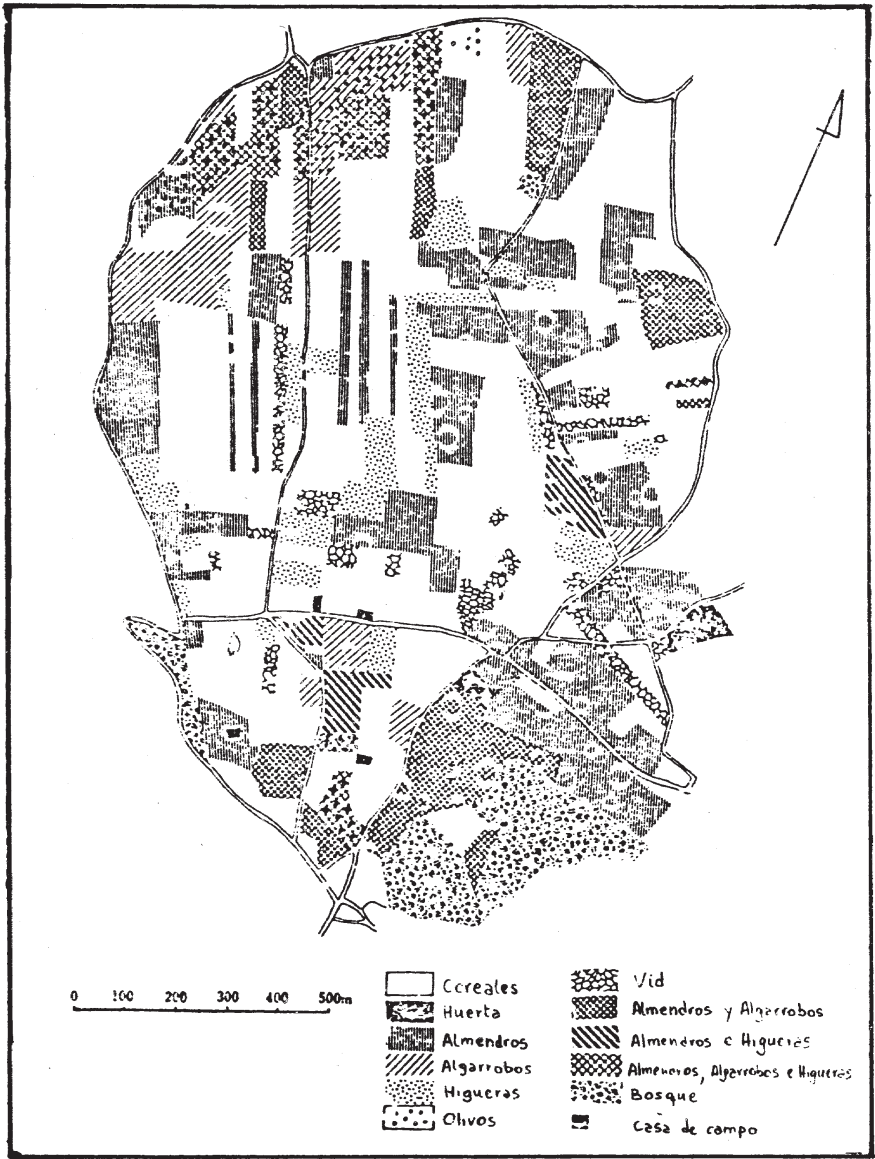 0 100 200 300 400 500m
Cereales
Huerta
Almendros
Algarrobos
Higueras
Olivos
Vid
Almendros y Algarrobos
Almendros e Higueras
Almendros, Algarrobos e Higueras
Bosque
Casa de campo